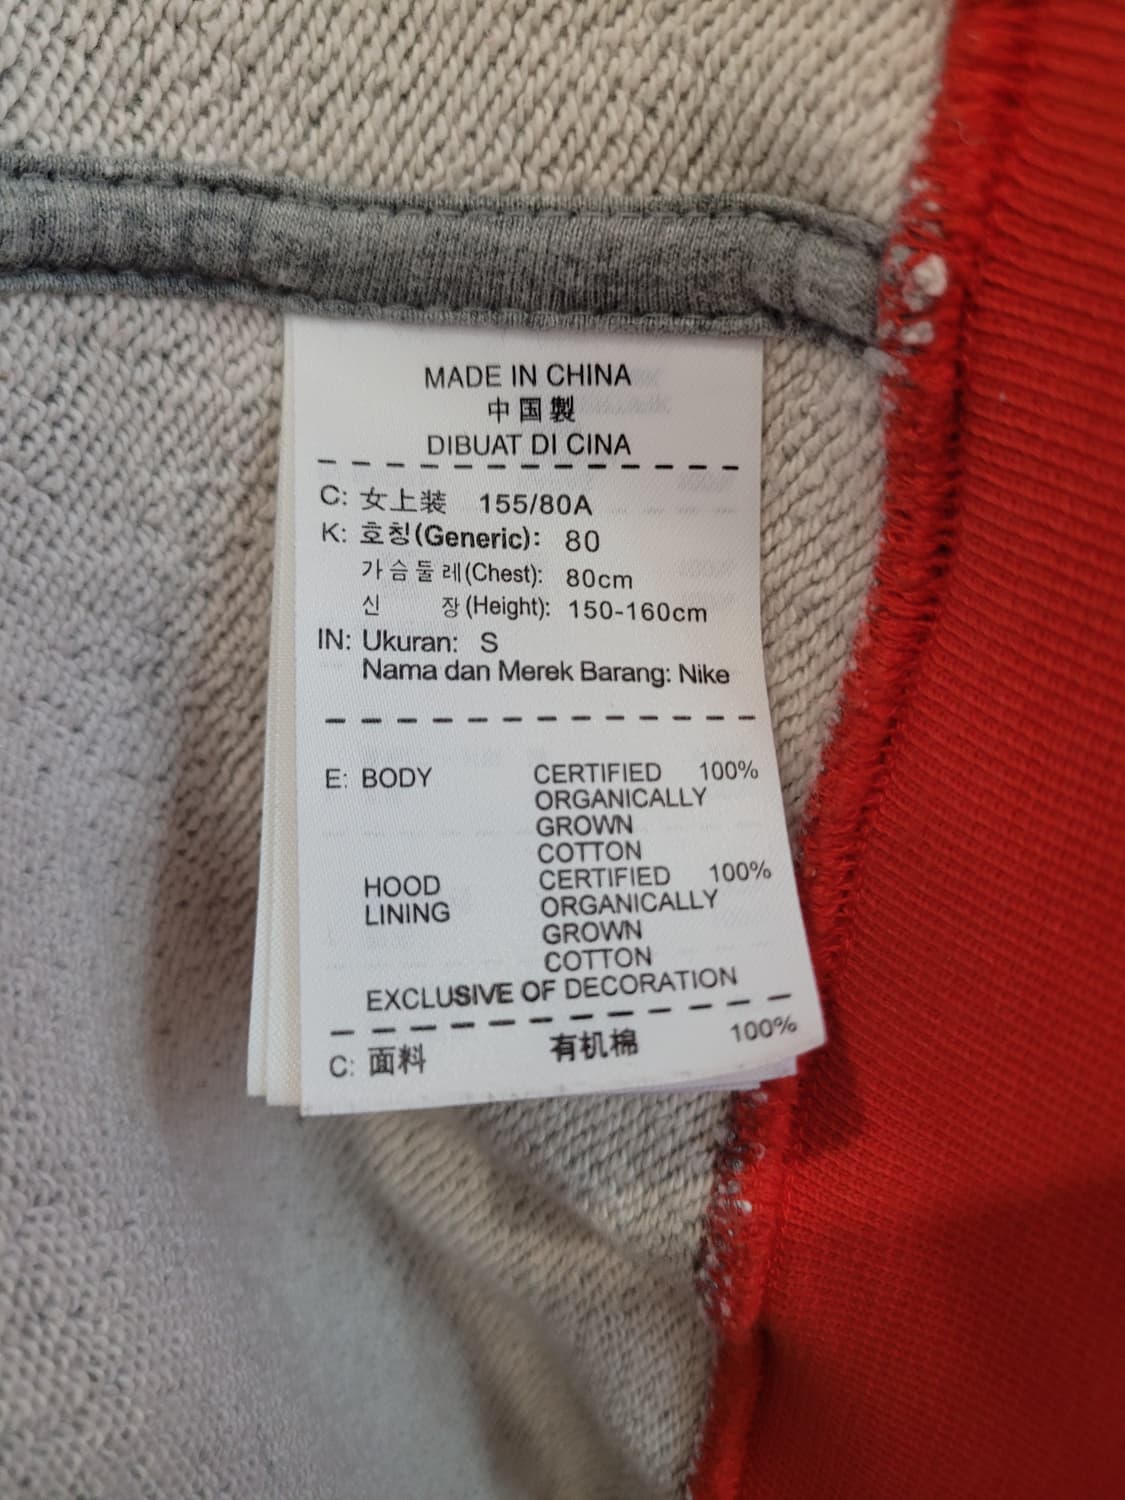 MADE IN CHINA
中国製
DIBUAT DI CINA
C: 女上装 155/80A
K: 호칭(Generic): 80
가슴둘레(Chest): 80cm
신 장(Height): 150-160cm
IN: Ukuran: S
Nama dan Merek Barang: Nike
E: BODY CERTIFIED 100%
ORGANICALLY
GROWN
COTTON
HOOD CERTIFIED 100%
LINING ORGANICALLY
GROWN
COTTON
EXCLUSIVE OF DECORATION
C: 面料 有机棉 100%